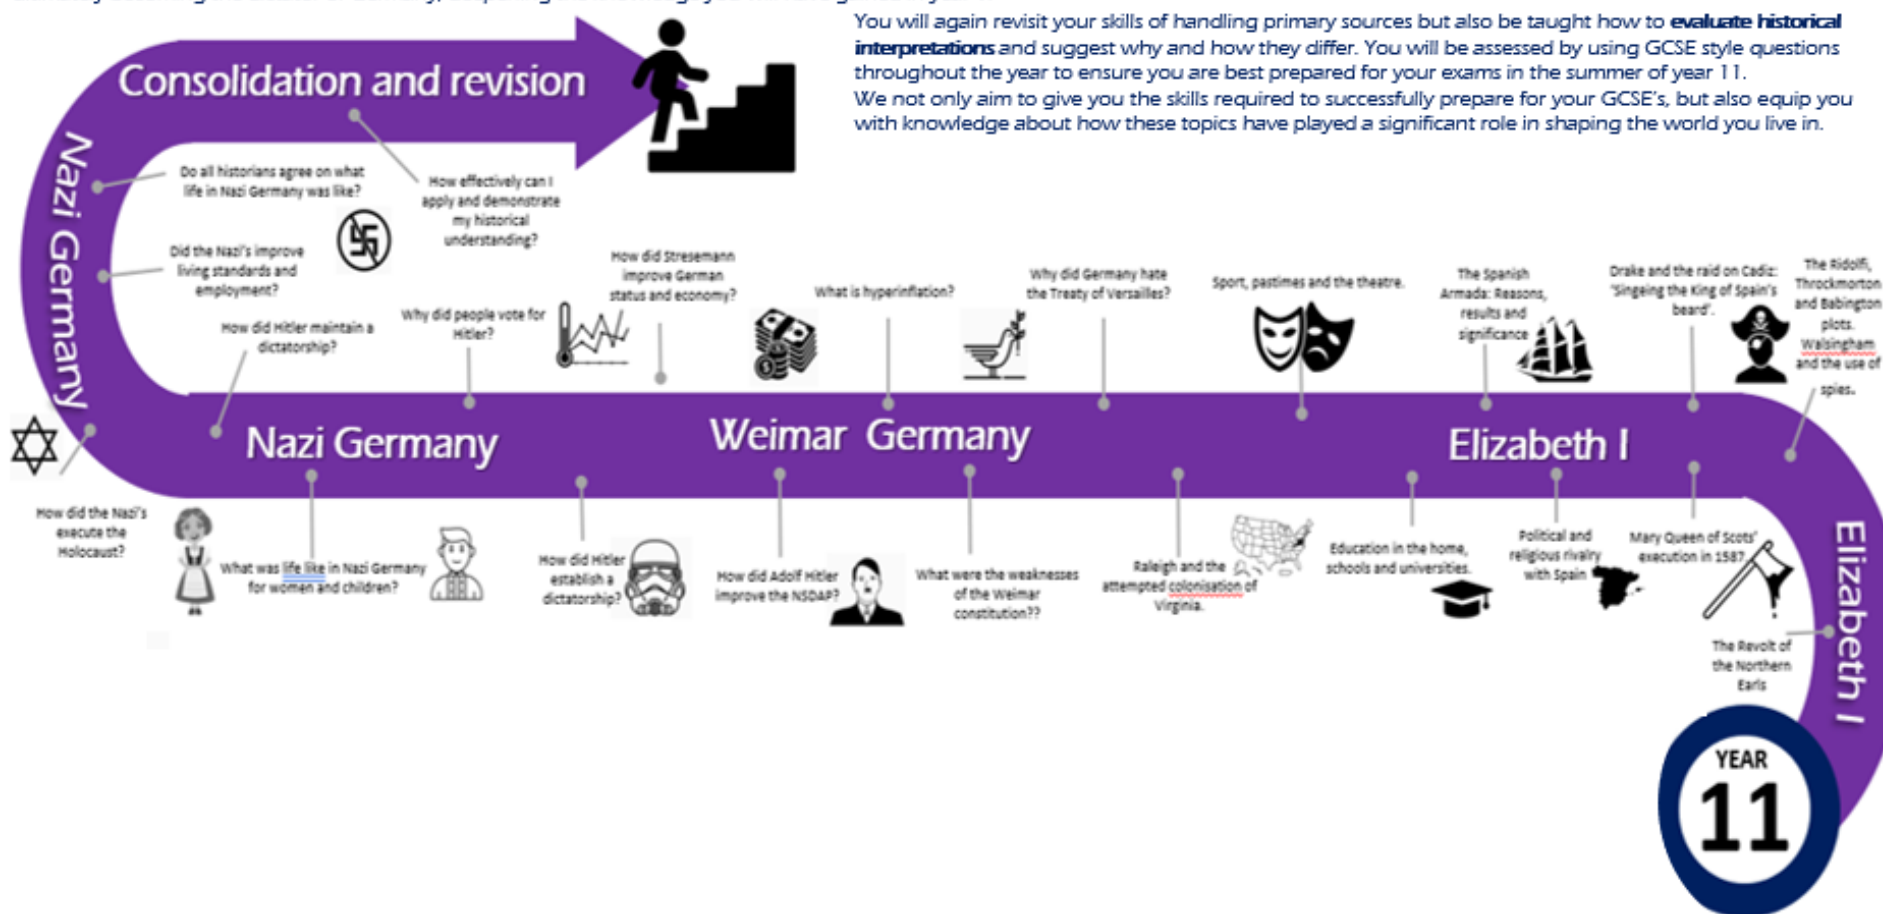 You will again revisit your skills of handling primary sources but also be taught how to evaluate historical
interpretations and suggest why and how they differ. You will be assessed by using GCSE style questions
throughout the year to ensure you are best prepared for your exams in the summer of year 11.
We not only aim to give you the skills required to successfully prepare for your GCSE's, but also equip you
with knowledge about how these topics have played a significant role in shaping the world you live in.
Consolidation and revision
Nazi Germany
Do all historians agree on what
life in Nazi Germany was like?
How effectively can I
apply and demonstrate
my historical
understanding?
Did the Nazi's improve
living standards and
employment?
How did Hitler maintain a
dictatorship?
Why did people vote for
Hitler?
How did Stresemann
improve German
status and economy?
What is hyperinflation?
Why did Germany hate
the Treaty of Versailles?
Sport, pastimes and the theatre.
The Spanish
Armada: Reasons,
results and
significance
Drake and the raid on Cadiz:
'Singeing the King of Spain's
beard'.
The Ridolfi,
Throckmorton
and Babington
plots.
Walsingham
and the use of
spies.
Nazi Germany
Weimar Germany
Elizabeth I
How did the Nazi's
execute the
Holocaust?
What was life like in Nazi Germany
for women and children?
How did Hitler
establish a
dictatorship?
How did Adolf Hitler
improve the NSDAP?
What were the weaknesses
of the Weimar
constitution??
Raleigh and the
attempted colonisation of
Virginia.
Education in the home,
schools and universities.
Political and
religious rivalry
with Spain
Mary Queen of Scots'
execution in 1587.
The Revolt of
the Northern
Earls
Elizabeth I
YEAR
11